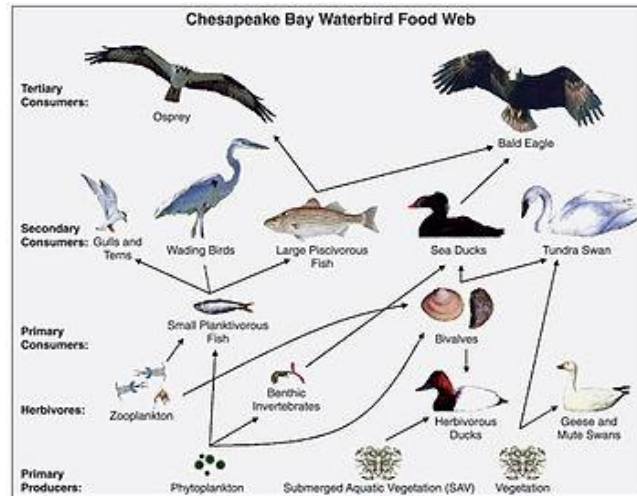 Chesapeake Bay Waterbird Food Web
Tertiary
Consumers:
Osprey
Bald Eagle
Secondary
Consumers:
Gulls and
Terns
Wading Birds
Large Piscivorous
Fish
Sea Ducks
Tundra Swan
Primary
Consumers:
Small Planktivorous
Fish
Bivalves
Herbivores:
Zooplankton
Benthic
Invertebrates
Herbivorous
Ducks
Geese and
Mute Swans
Primary
Producers:
Phytoplankton
Submerged Aquatic Vegetation (SAV)
Vegetation